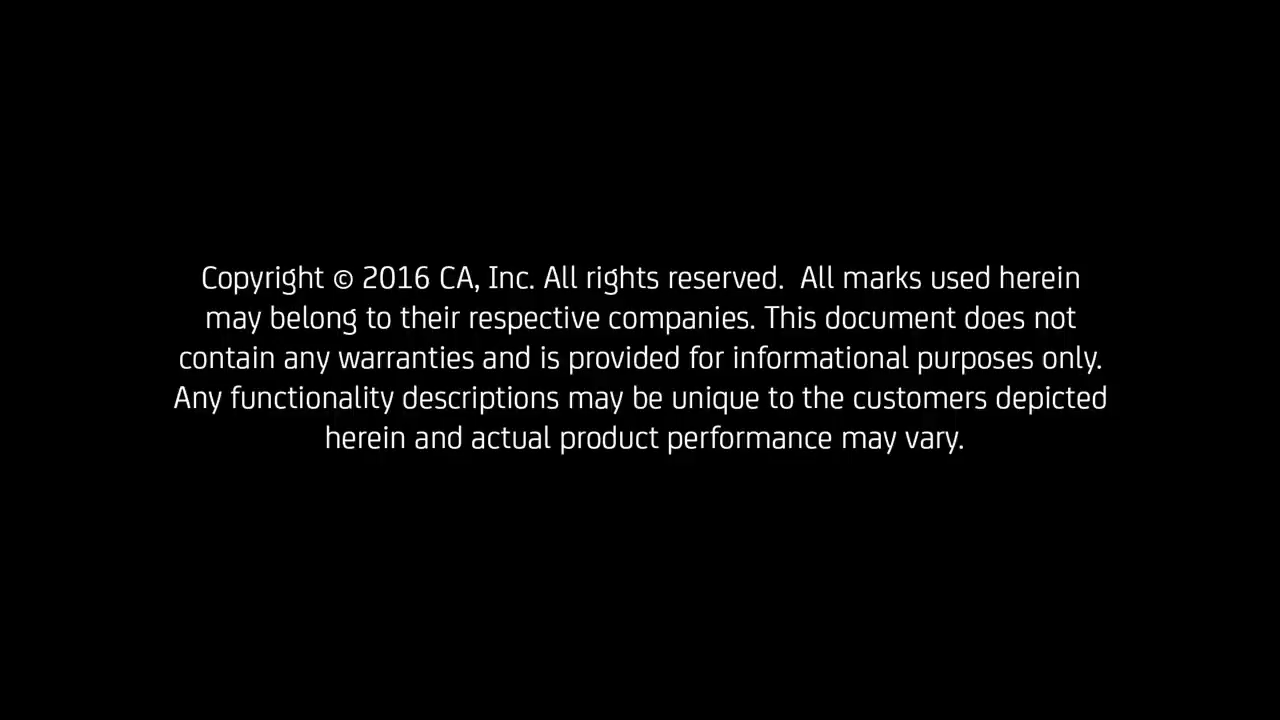 Copyright © 2016 CA, Inc. All rights reserved.  All marks used herein
may belong to their respective companies. This document does not
contain any warranties and is provided for informational purposes only.
Any functionality descriptions may be unique to the customers depicted
herein and actual product performance may vary.